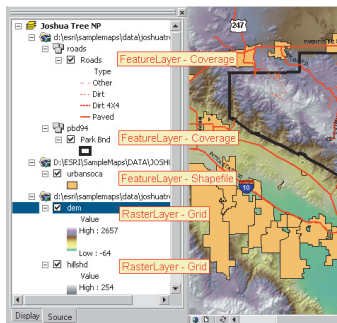 Joshua Tree NP
d:\esri\samplemaps\data\joshuatre
roads
Roads
FeatureLayer - Coverage
Type
Other
Dirt
Dirt 4X4
Paved
pbd94
FeatureLayer - Coverage
Park Bnd
D:\ESRI\SampleMaps\DATA\JOSH
urbansoca
FeatureLayer - Shapefile
d:\esri\samplemaps\data\joshuatre
dem
RasterLayer - Grid
Value
High : 2657
Low : -64
hillshd
RasterLayer - Grid
Value
High : 254
Display
Source
247
10